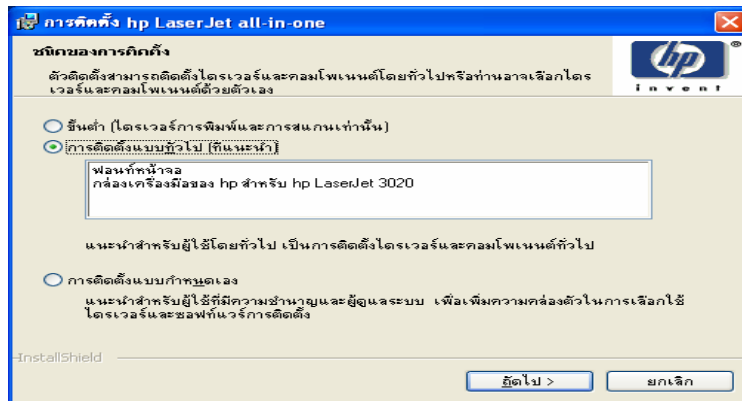 การติดตั้ง hp LaserJet all-in-one
ชนิดของการติดตั้ง
ตัวติดตั้งสามารถติดตั้งไดรเวอร์และคอมโพเนนต์โดยทั่วไปหรือท่านอาจเลือกไดร
เวอร์และคอมโพเนนต์ด้วยตัวเอง
hp
®
invent
ขั้นต่ำ (ไดรเวอร์การพิมพ์และการสแกนเท่านั้น)
การติดตั้งแบบทั่วไป (ที่แนะนำ)
ฟอนท์หน้าจอ
กล่องเครื่องมือของ hp สำหรับ hp LaserJet 3020
แนะนำสำหรับผู้ใช้โดยทั่วไป เป็นการติดตั้งไดรเวอร์และคอมโพเนนต์ทั่วไป
การติดตั้งแบบกำหนดเอง
แนะนำสำหรับผู้ใช้ที่มีความชำนาญและผู้ดูแลระบบ เพื่อเพิ่มความคล่องตัวในการเลือกใช้
ไดรเวอร์และซอฟท์แวร์การติดตั้ง
InstallShield
ถัดไป >
ยกเลิก